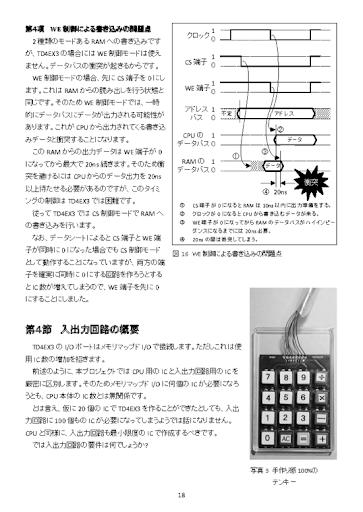 第4項　WE 制御による書き込みの問題点
2種類のモードある RAM への書き込みです
が、TD4EX3 の場合には WE 制御モードは使え
ません。データバスの衝突が起きるからです。
WE 制御モードの場合、先に CS 端子を 0 にし
ます。これは RAM からの読み出しを行う状態と
同じです。そのため WE 制御モードでは、一時
的にデータバスにデータが出力される可能性が
あります。これが CPU から出力されてくる書き込
みデータと衝突することになります。
この RAM からの出力データは WE 端子が 0
になってから最大で 20ns 続きます。そのため衝
突を避けるには CPU からのデータ出力を 20ns
以上待たせる必要があるのですが、このタイミ
ングの制御は TD4EX3 では困難です。
従って TD4EX3 では CS 制御モードで RAM へ
の書き込みを行います。
なお、データシートによると CS 端子と WE 端
子が同時に 0 になった場合でも CS 制御モード
として動作することになっていますが、両方の端
子を確実に同時に 0 にする回路を作ろうとする
と IC 数が増えてしまうので、WE 端子を先に 0
にすることにしました。
クロック 1 0
CS 端子 1 0
WE 端子 1 0
アドレス バス 1 0 不定 アドレス
CPU の データバス 1 0 ② データ
RAM の データバス 1 0 ① ③ データ
④ 20ns 衝突
① CS 端子が 0 になると RAM は 10ns 以内に出力準備をする。
② クロックが 0 になると CPU から書き込むデータが来る。
③ WE 端子が 0 になってから RAM のデータバスがハイインピー
ダンスになるまでには 20ns 必要。
④ 20ns の間は衝突してしまう。
図 16 WE 制御による書き込みの問題点
第4節　入出力回路の概要
TD4EX3 の I/O ポートはメモリマップド I/O で接続します。ただしこれは使
用 IC 数の増加を招きます。
前述のように、本プロジェクトでは CPU 用の IC と入出力回路用の IC を
厳密に区別します。そのためメモリマップド I/O に何個の IC が必要になろ
うとも、CPU 本体の IC 数とは無関係です。
とは言え、仮に 20 個の IC で TD4EX3 を作ることができたとしても、入出
力回路に 100 個もの IC が必要になってしまうようでは話になりません。
CPU と同様に、入出力回路も最小限度の IC で作成するべきです。
では入出力回路の要件は何でしょうか？
7 8 9 ÷
4 5 6 ×
1 2 3 −
0 AC = +
写真 3 手作り感 100%の
テンキー
18